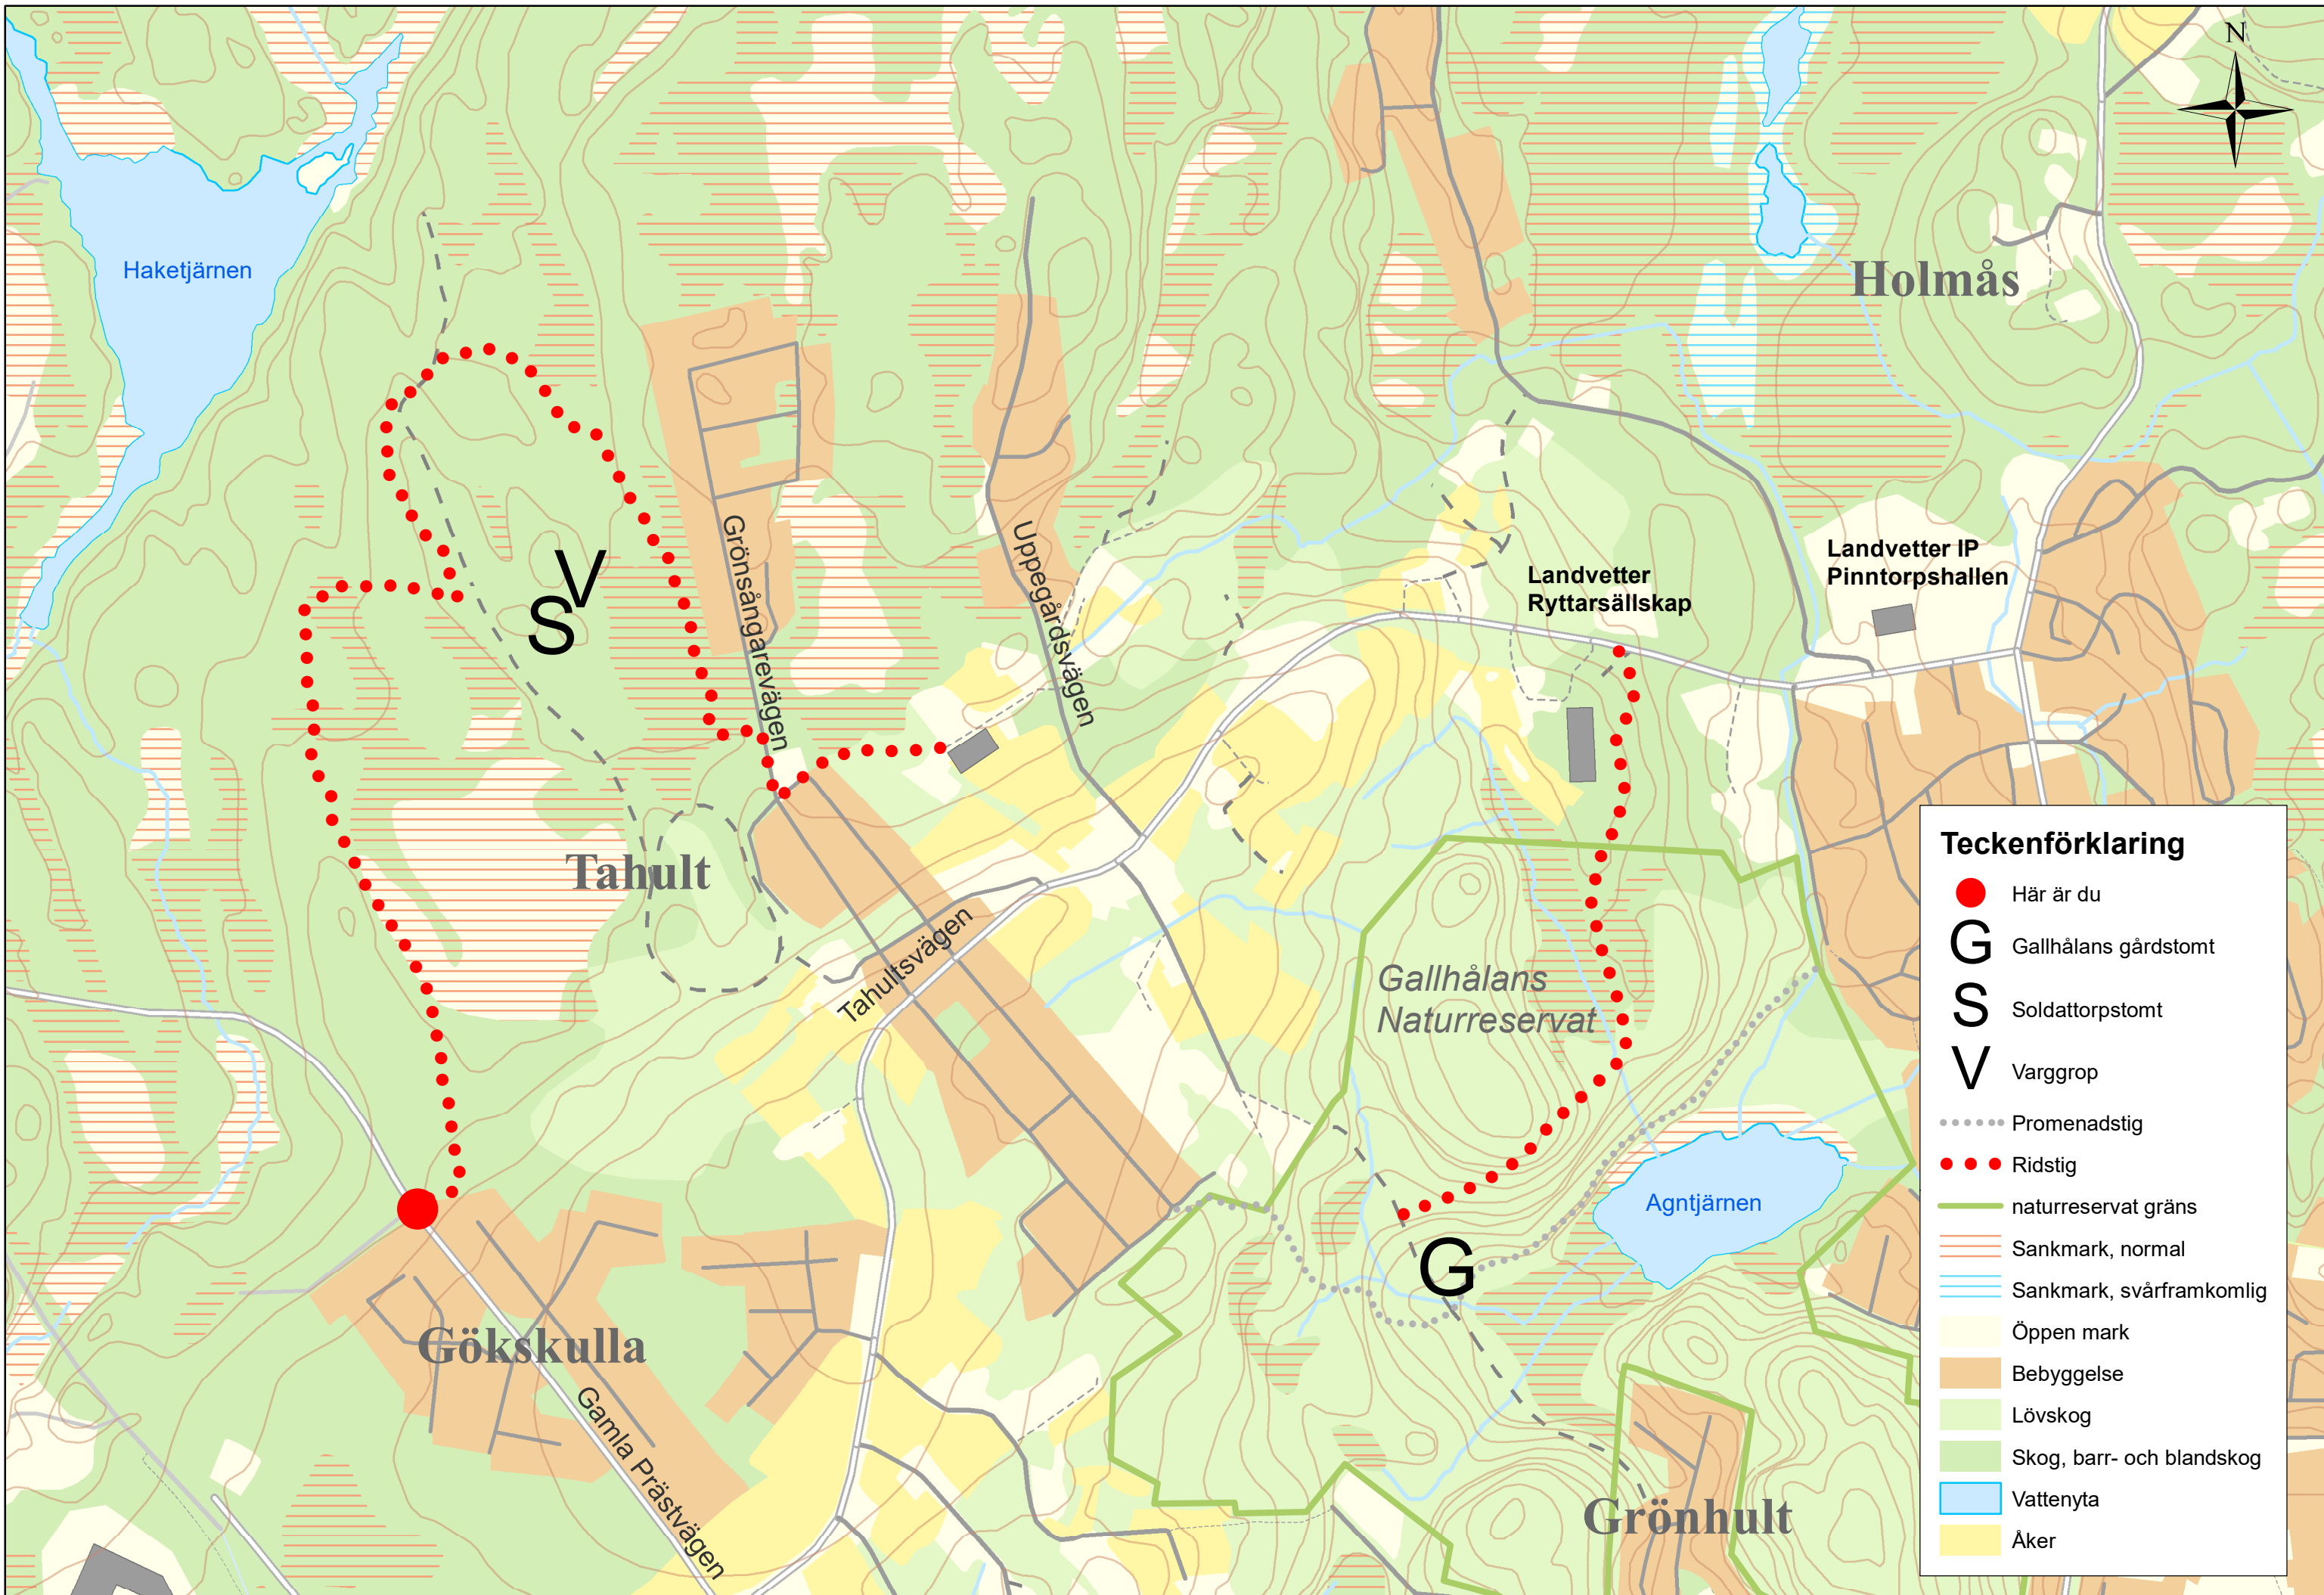 N
Haketjärnen
Holmås
Grönsångarevägen
Uppegårdsvägen
Landvetter
Ryttarsällskap
Landvetter IP
Pinntorpshallen
V
S
Tahult
Tahultsvägen
Gallhålans
Naturreservat
Agntjärnen
G
Gökskulla
Gamla Prästvägen
Grönhult
Teckenförklaring
Här är du
G Gallhålans gårdstomt
S Soldattorpstomt
V Varggrop
Promenadstig
Ridstig
naturreservat gräns
Sankmark, normal
Sankmark, svårframkomlig
Öppen mark
Bebyggelse
Lövskog
Skog, barr- och blandskog
Vattenyta
Åker